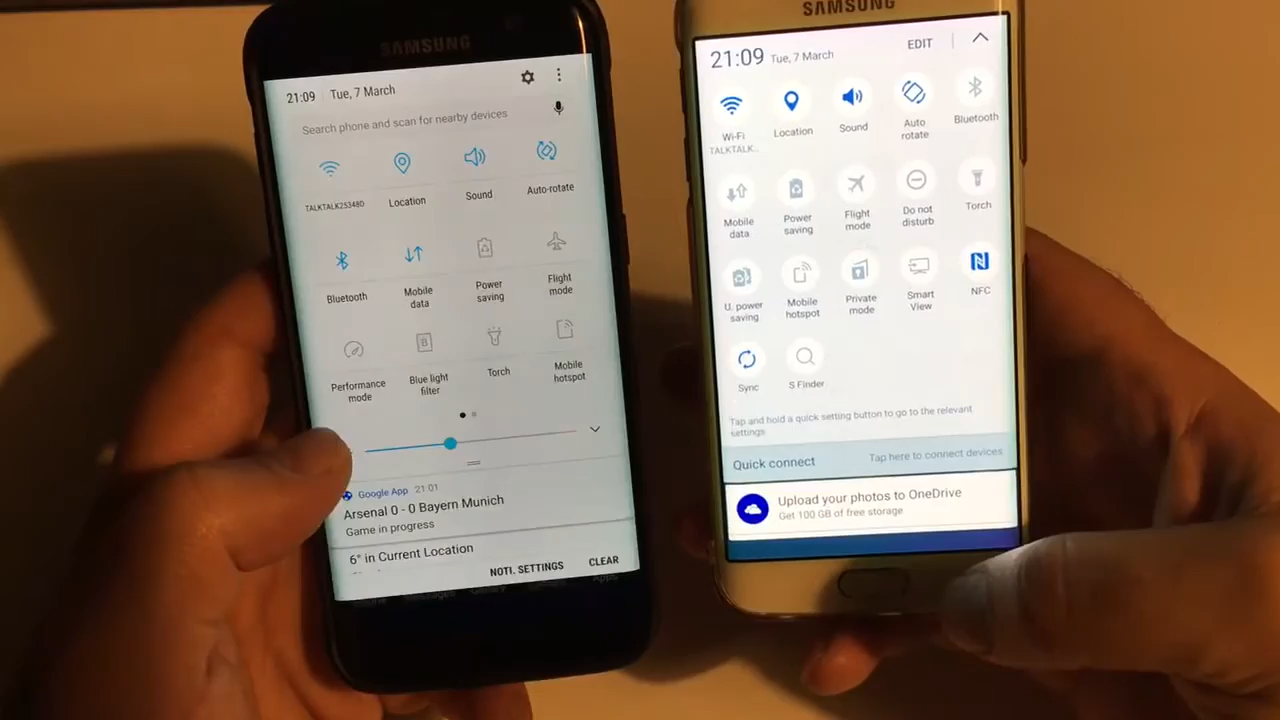 SAMSUNG
21:09 Tue, 7 March
Search phone and scan for nearby devices
TALKTALK25348D
Location
Sound
Auto-rotate
Bluetooth
Mobile data
Power saving
Flight mode
Performance mode
Blue light filter
Torch
Mobile hotspot
Google App 21:01
Arsenal 0 - 0 Bayern Munich
Game in progress
6° in Current Location
NOTI. SETTINGS CLEAR
SAMSUNG
21:09 Tue, 7 March EDIT
Wi-Fi
TALKTALK..
Location
Sound
Auto rotate
Bluetooth
Mobile data
Power saving
Flight mode
Do not disturb
Torch
U. power saving
Mobile hotspot
Private mode
Smart View
NFC
Sync
S Finder
Tap and hold a quick setting button to go to the relevant
settings.
Quick connect Tap here to connect devices
Upload your photos to OneDrive
Get 100 GB of free storage